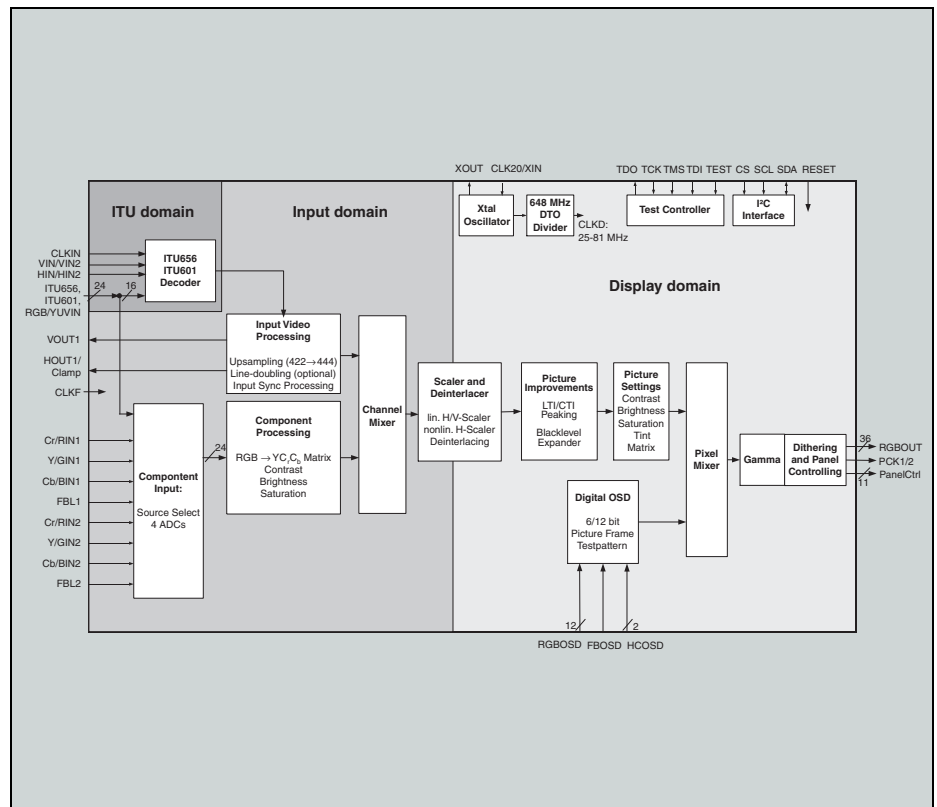 XOUT CLK20/XIN
TDO TCK TMS TDI TEST CS SCL SDA RESET
ITU domain
Input domain
Xtal
Oscillator
648 MHz
DTO
Divider
CLKD:
25-81 MHz
Test Controller
I²C
Interface
Display domain
CLKIN
VIN/VIN2
HIN/HIN2
ITU656,
ITU601,
RGB/YUVIN
24
16
ITU656
ITU601
Decoder
VOUT1
HOUT1/
Clamp
CLKF
Input Video
Processing
Upsampling (422→444)
Line-doubling (optional)
Input Sync Processing
Component
Processing
RGB → YCrCb Matrix
Contrast
Brightness
Saturation
24
Channel
Mixer
Cr/RIN1
Y/GIN1
Cb/BIN1
FBL1
Cr/RIN2
Y/GIN2
Cb/BIN2
FBL2
Compontent
Input:
Source Select
4 ADCs
Scaler and
Deinterlacer
lin. H/V-Scaler
nonlin. H-Scaler
Deinterlacing
Picture
Improvements
LTI/CTI
Peaking
Blacklevel
Expander
Picture
Settings
Contrast
Brightness
Saturation
Tint
Matrix
Pixel
Mixer
Gamma
Dithering
and Panel
Controlling
36
RGBOUT
PCK1/2
PanelCtrl
11
Digital OSD
6/12 bit
Picture Frame
Testpattern
12
2
RGBOSD FBOSD HCOSD